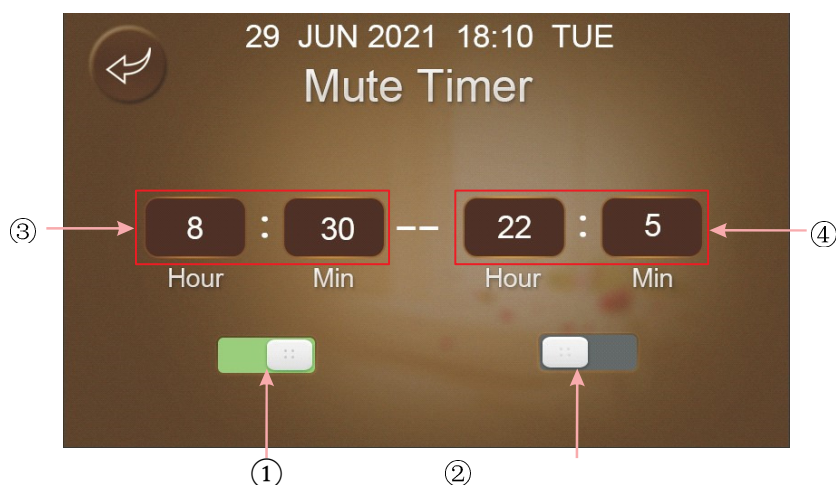 29 JUN 2021 18:10 TUE
Mute Timer
③ 8 : 30 -- 22 : 5 ④
Hour Min Hour Min
① ②